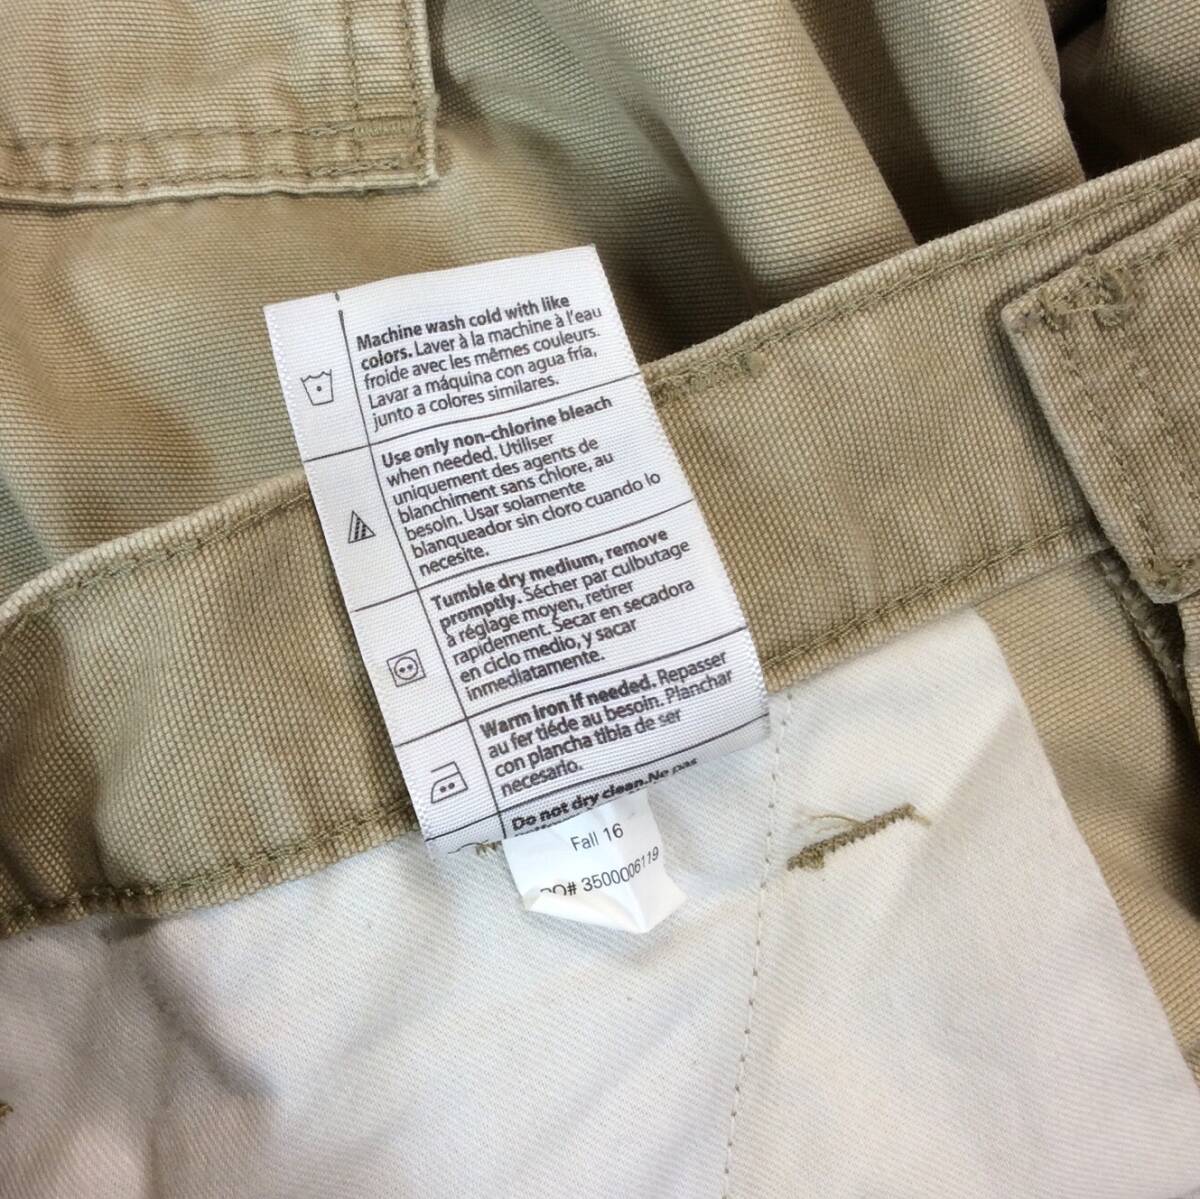 Machine wash cold with like
colors. Laver à la machine à l'eau
froide avec les mêmes couleurs.
Lavar a máquina con agua fría,
junto a colores similares.
Use only non-chlorine bleach
when needed. Utiliser
uniquement des agents de
blanchiment sans chlore, au
besoin. Usar solamente
blanqueador sin cloro cuando lo
necesite.
Tumble dry medium, remove
promptly. Sécher par culbutage
à réglage moyen, retirer
rapidement. Secar en secadora
en ciclo medio, y sacar
inmediatamente.
Warm iron if needed. Repasser
au fer tiède au besoin. Planchar
con plancha tibia de ser
necesario.
Do not dry clean. Ne pas
Fall 16
PO# 3500006119